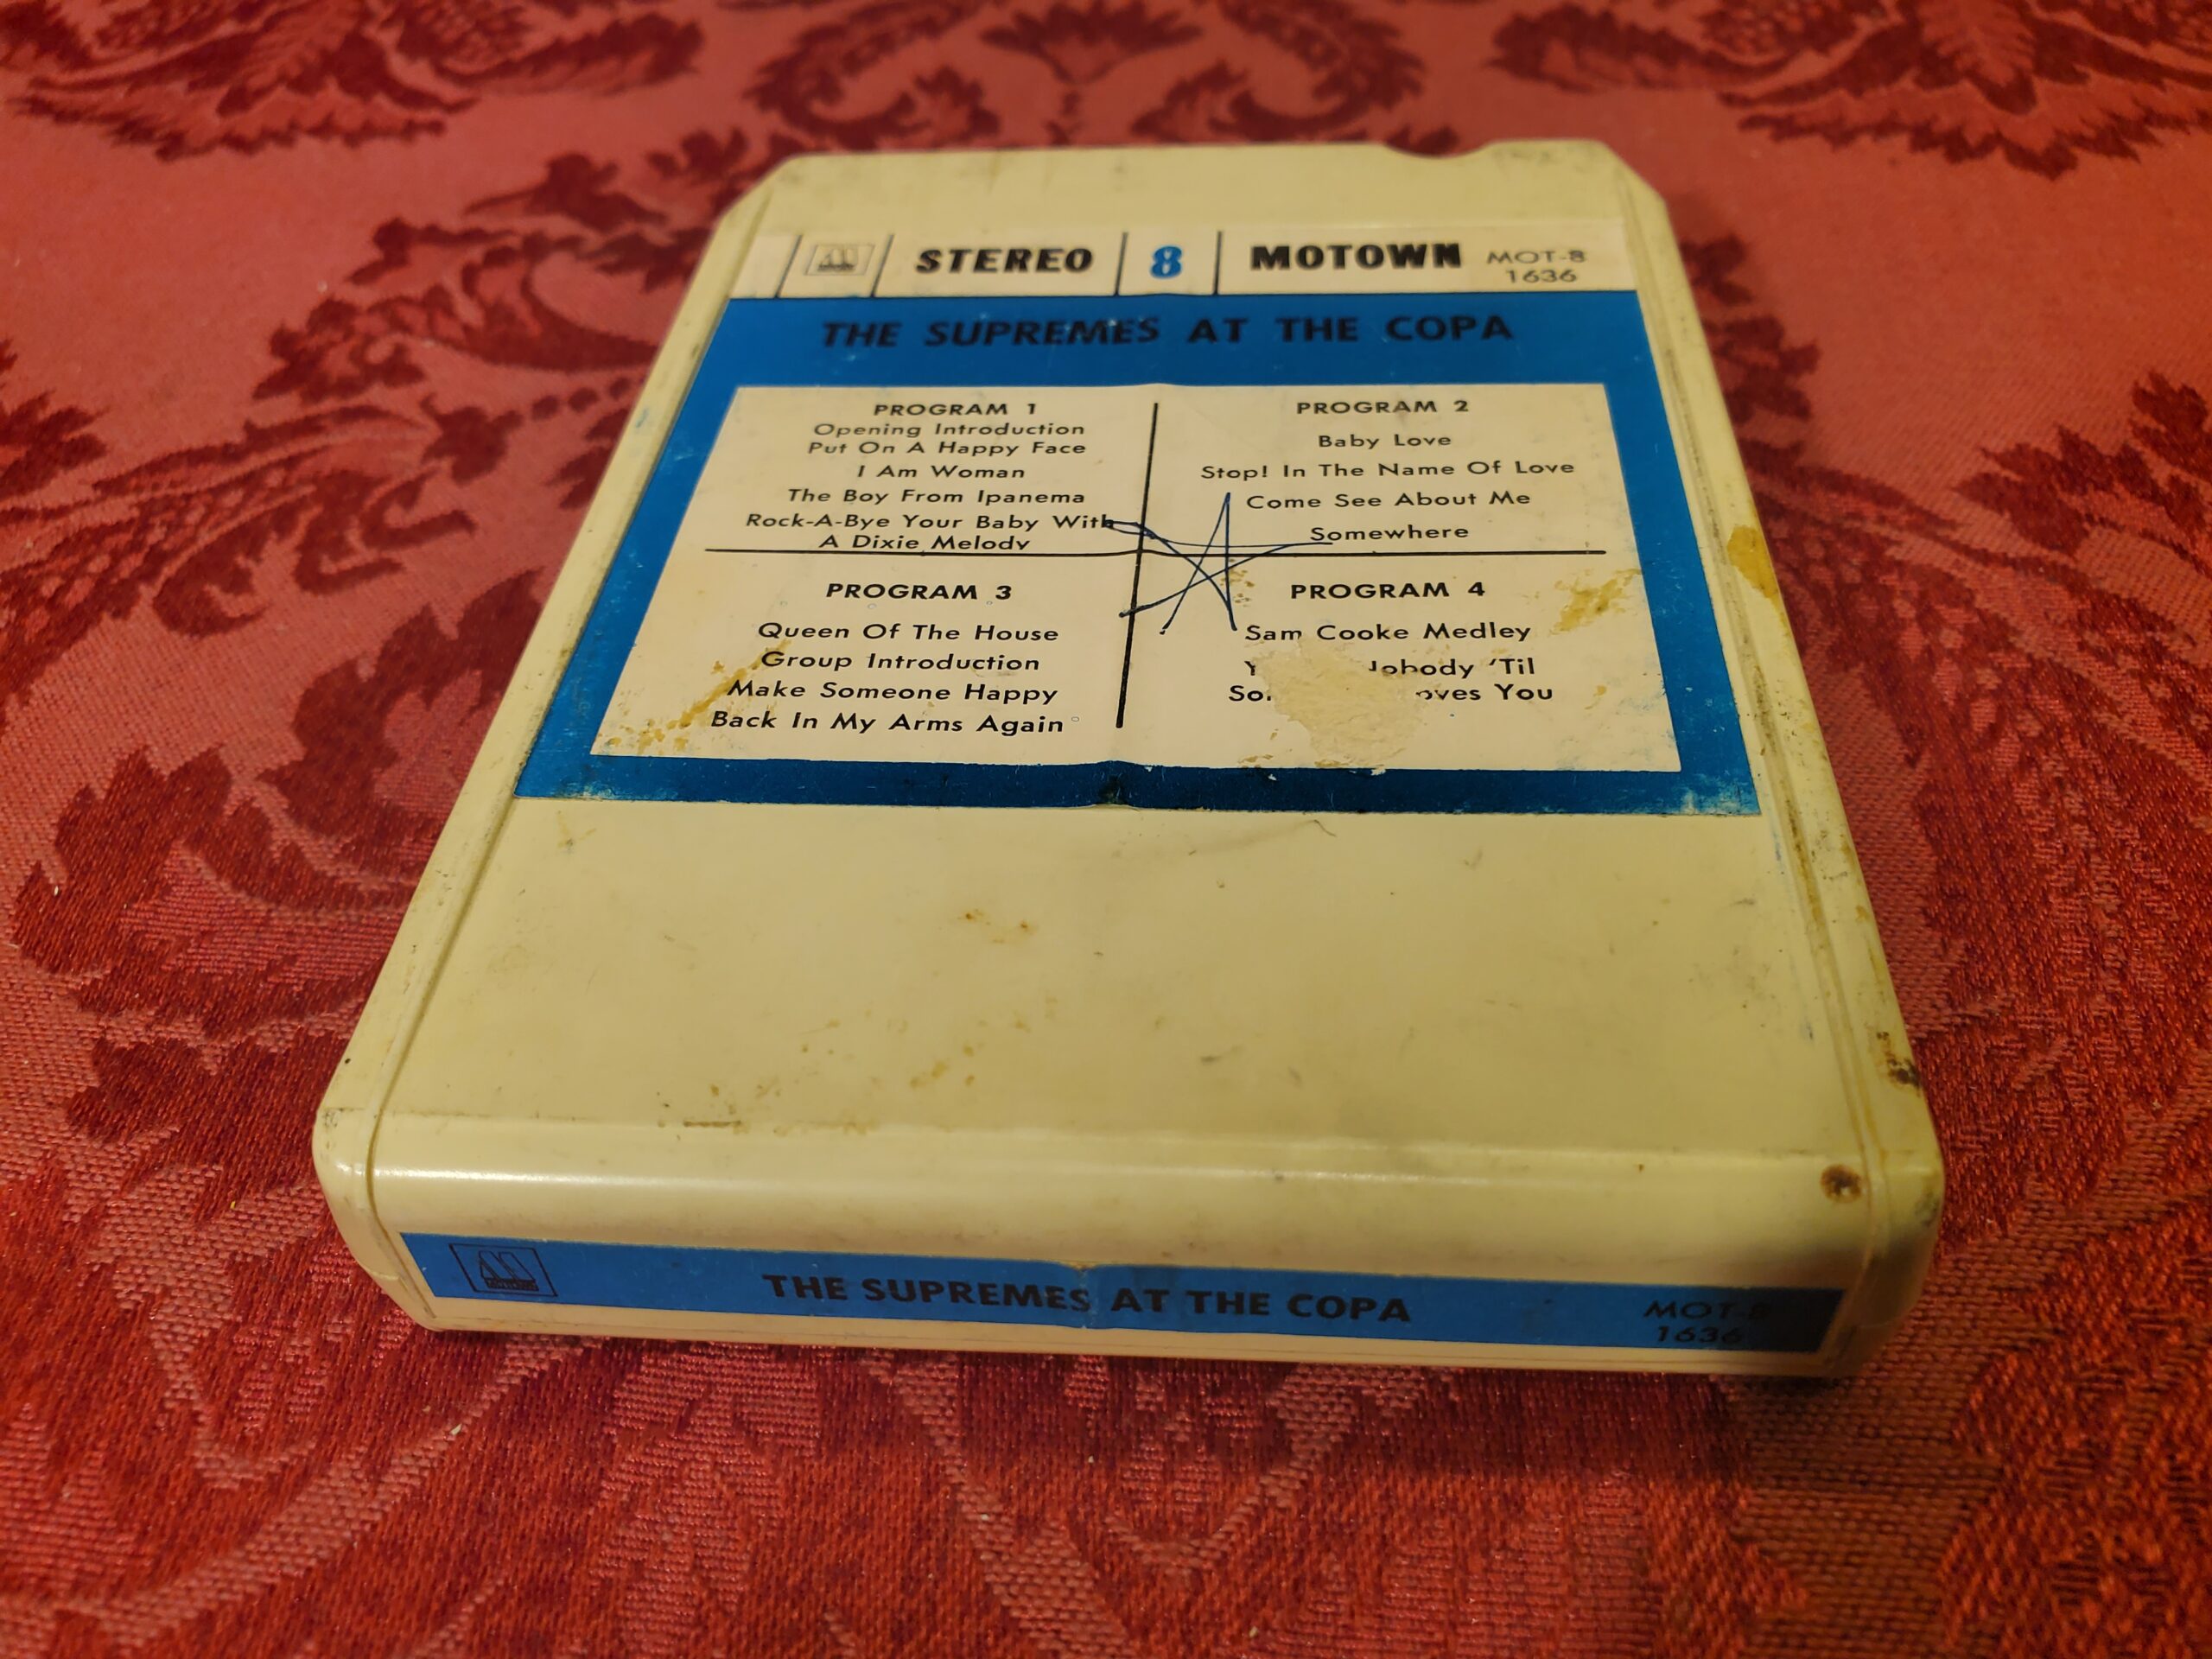 STEREO 8 MOTOWN MOT-8
1636
THE SUPREMES AT THE COPA
PROGRAM 1
Opening Introduction
Put On A Happy Face
I Am Woman
The Boy From Ipanema
Rock-A-Bye Your Baby With
A Dixie Melody
PROGRAM 2
Baby Love
Stop! In The Name Of Love
Come See About Me
Somewhere
PROGRAM 3
Queen Of The House
Group Introduction
Make Someone Happy
Back In My Arms Again
PROGRAM 4
Sam Cooke Medley
'Til
You
THE SUPREMES AT THE COPA
MOT-8
1636